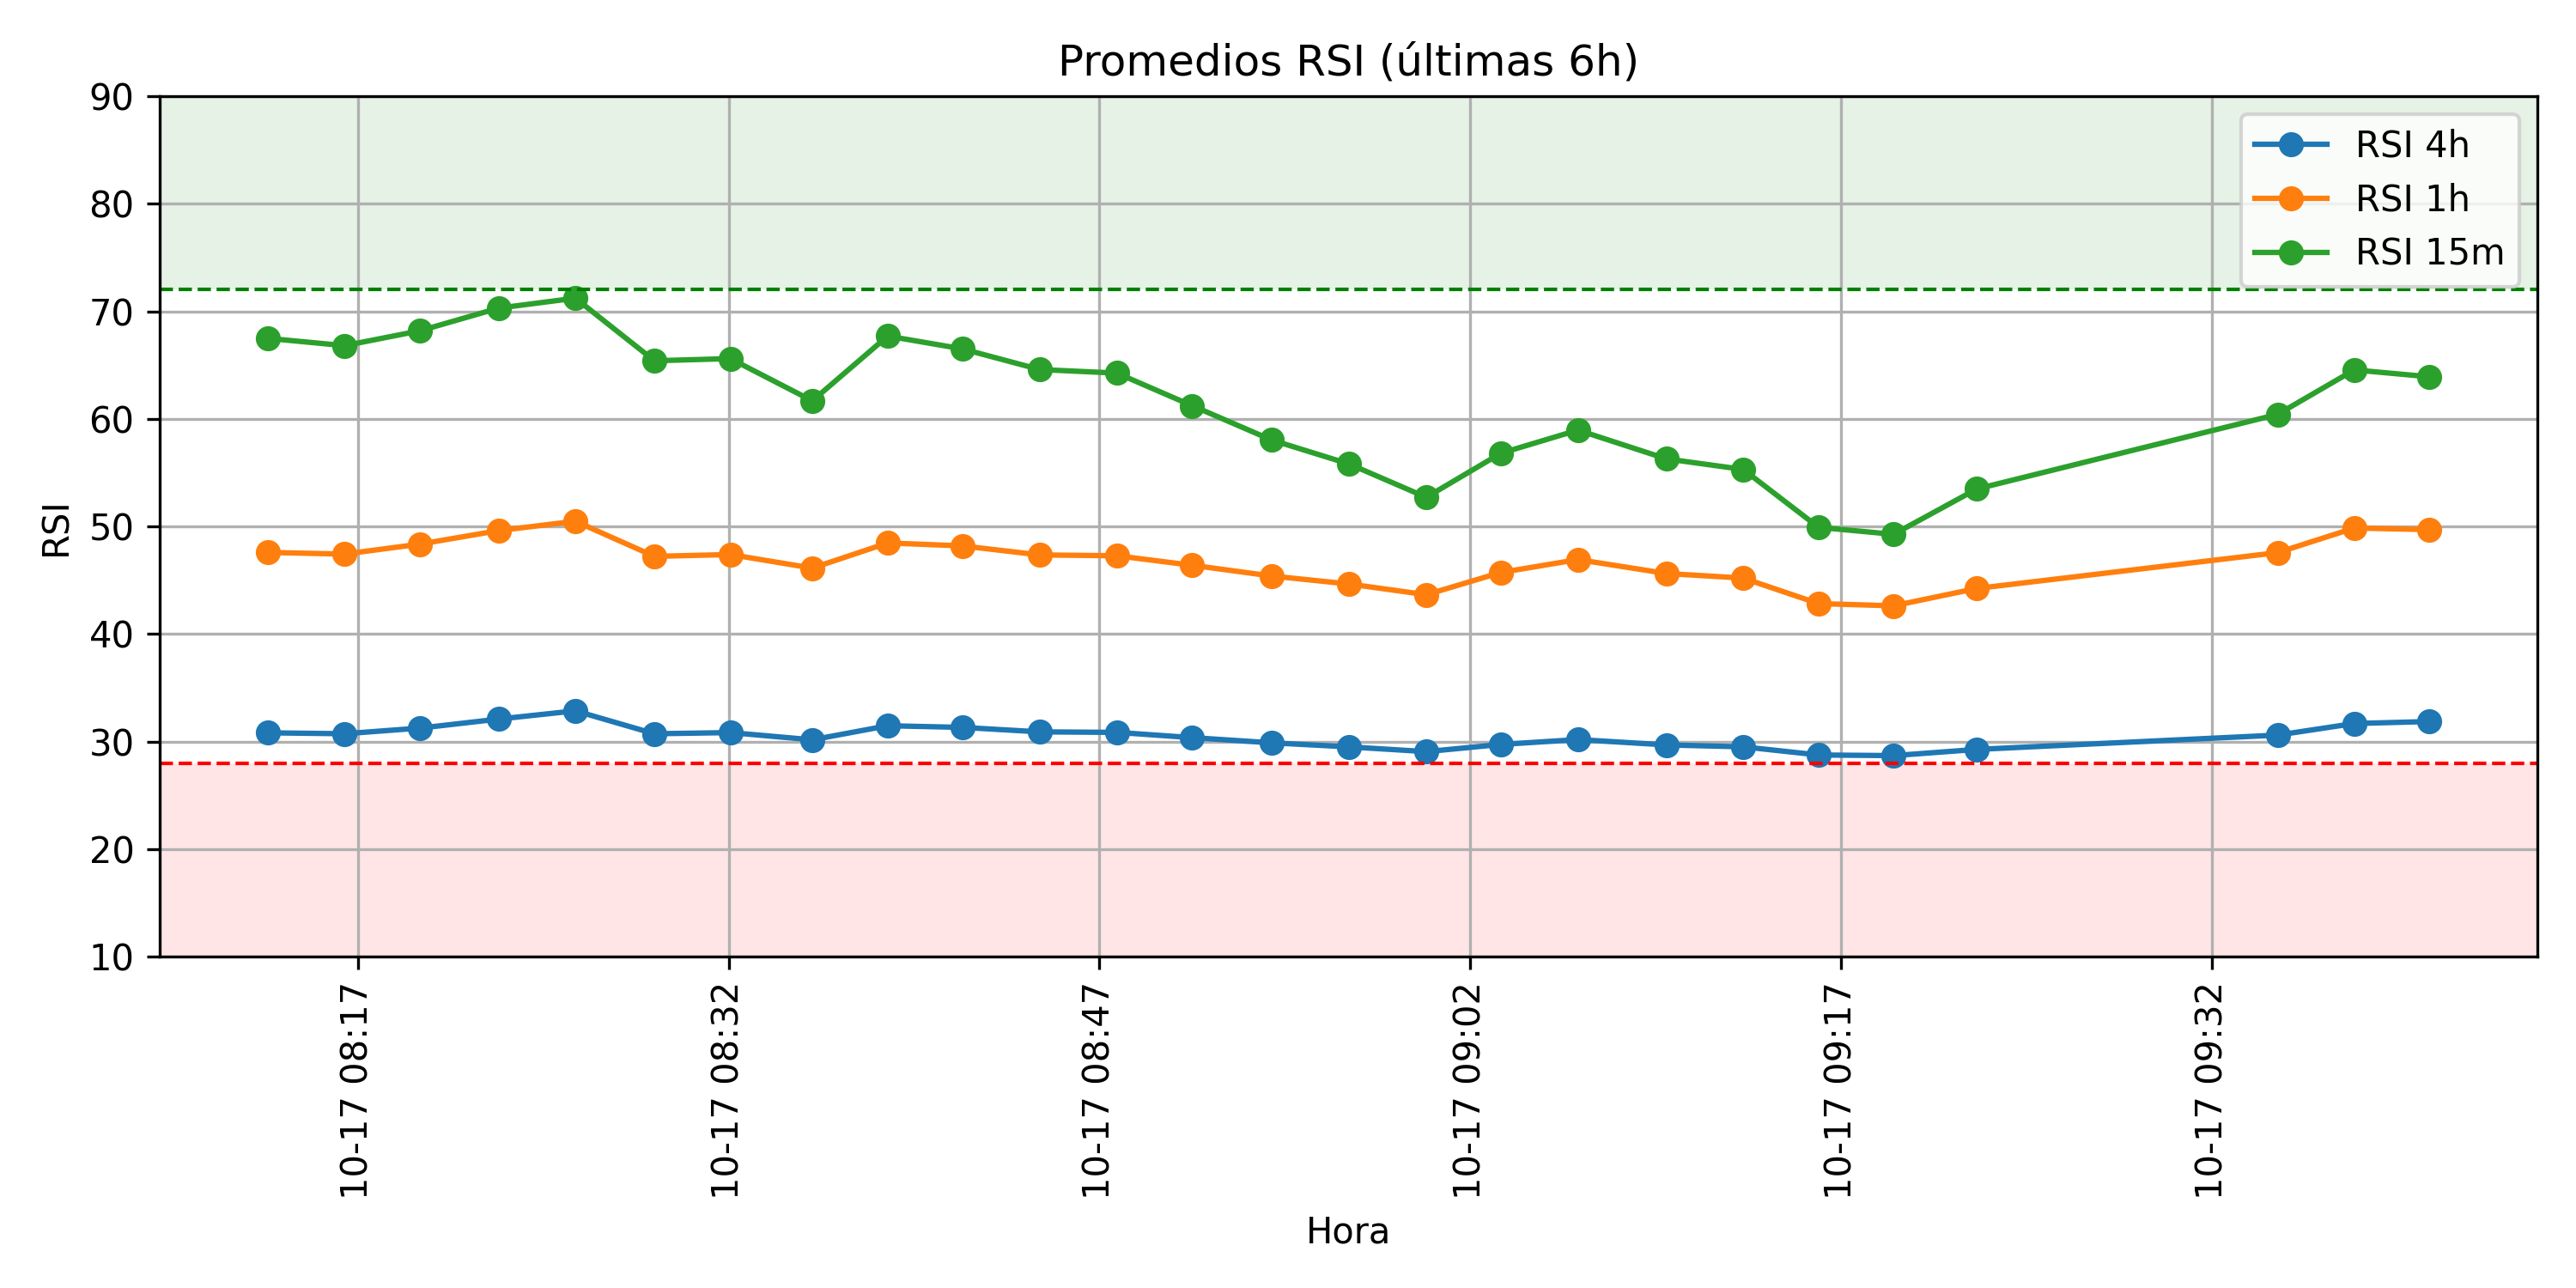 Promedios RSI (últimas 6h)
RSI 4h
RSI 1h
RSI 15m
RSI
90
80
70
60
50
40
30
20
10
10-17 08:17
10-17 08:32
10-17 08:47
10-17 09:02
10-17 09:17
10-17 09:32
Hora